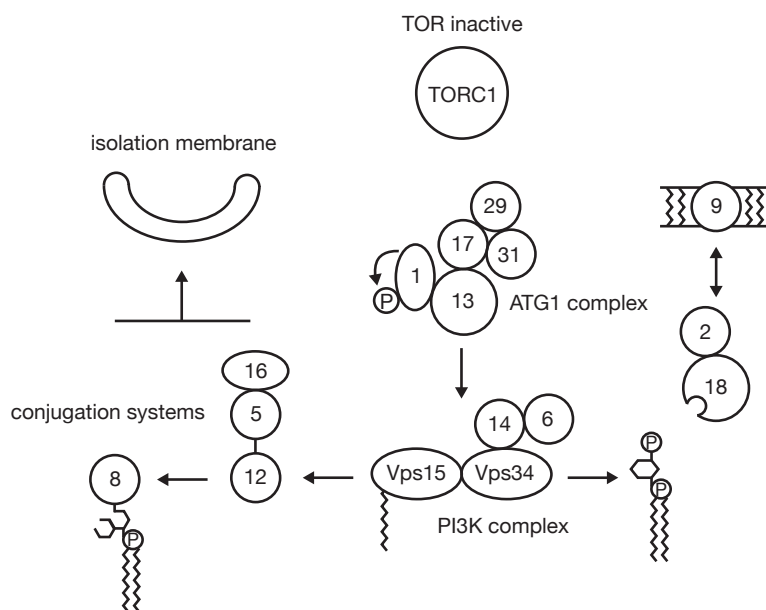 TOR inactive
TORC1
isolation membrane
29
9
17
31
1
P
13
ATG1 complex
2
16
18
conjugation systems
5
14
6
P
8
12
Vps15
Vps34
P
P
PI3K complex